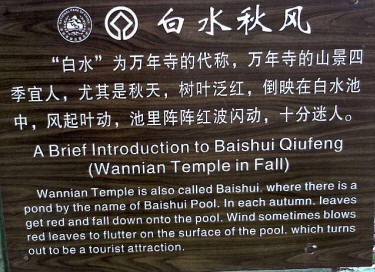 白水秋风
“白水”为万年寺的代称，万年寺的山景四
季宜人，尤其是秋天，树叶泛红，倒映在白水池
中，风起叶动，池里阵阵红波闪动，十分迷人。
A Brief Introduction to Baishui Qiufeng
(Wannian Temple in Fall)
Wannian Temple is also called Baishui, where there is a
pond by the name of Baishui Pool. In each autumn, leaves
get red and fall down onto the pool. Wind sometimes blows
red leaves to flutter on the surface of the pool, which turns
out to be a tourist attraction.